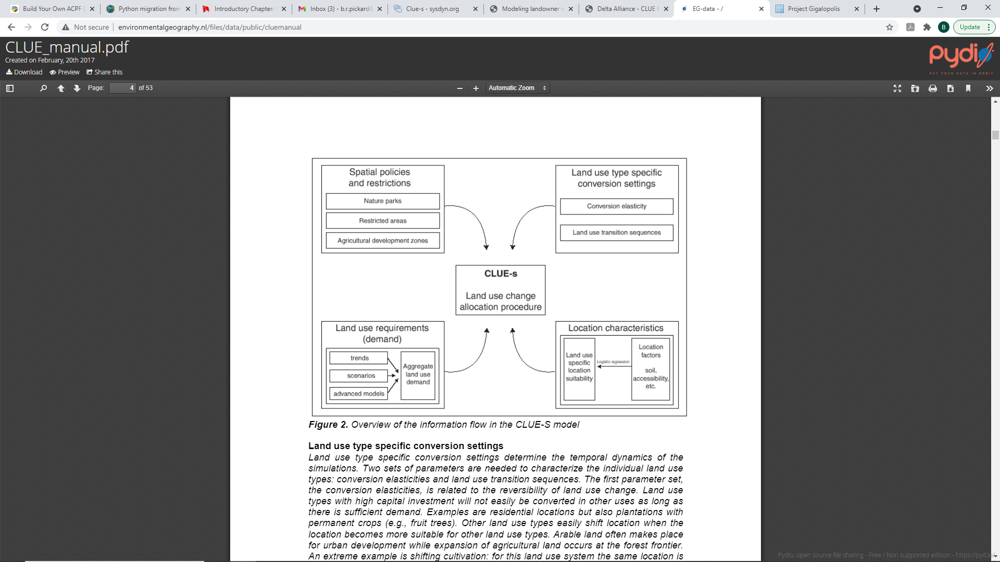 Build Your Own ACPF
Python migration from
Introductory Chapter:
Inbox (3) - b.r.pickard
Clue-s - sysdyn.org
Modeling landowner i
Delta Alliance - CLUE
EG-data - /
Project Gigalopolis
Not secure
environmentalgeography.nl/files/data/public/cluemanual
B
Update
CLUE_manual.pdf
Created on February, 20th 2017
Download Preview Share this
pydio
PUT YOUR DATA IN ORBIT
Page: 4 of 53
Automatic Zoom
Spatial policies
and restrictions
Nature parks
Restricted areas
Agricultural development zones
Land use type specific
conversion settings
Conversion elasticity
Land use transition sequences
CLUE-s
Land use change
allocation procedure
Land use requirements
(demand)
trends
scenarios
advanced models
Aggregate
land use
demand
Location characteristics
Land use
specific
location
suitability
Logistic regression
Location
factors
soil,
accessibility,
etc.
Figure 2. Overview of the information flow in the CLUE-S model
Land use type specific conversion settings
Land use type specific conversion settings determine the temporal dynamics of the
simulations. Two sets of parameters are needed to characterize the individual land use
types: conversion elasticities and land use transition sequences. The first parameter set,
the conversion elasticities, is related to the reversibility of land use change. Land use
types with high capital investment will not easily be converted in other uses as long as
there is sufficient demand. Examples are residential locations but also plantations with
permanent crops (e.g., fruit trees). Other land use types easily shift location when the
location becomes more suitable for other land use types. Arable land often makes place
for urban development while expansion of agricultural land occurs at the forest frontier.
An extreme example is shifting cultivation: for this land use system the same location is
Pydio, open source file sharing - Free / Non supported edition - https://pyd.io/